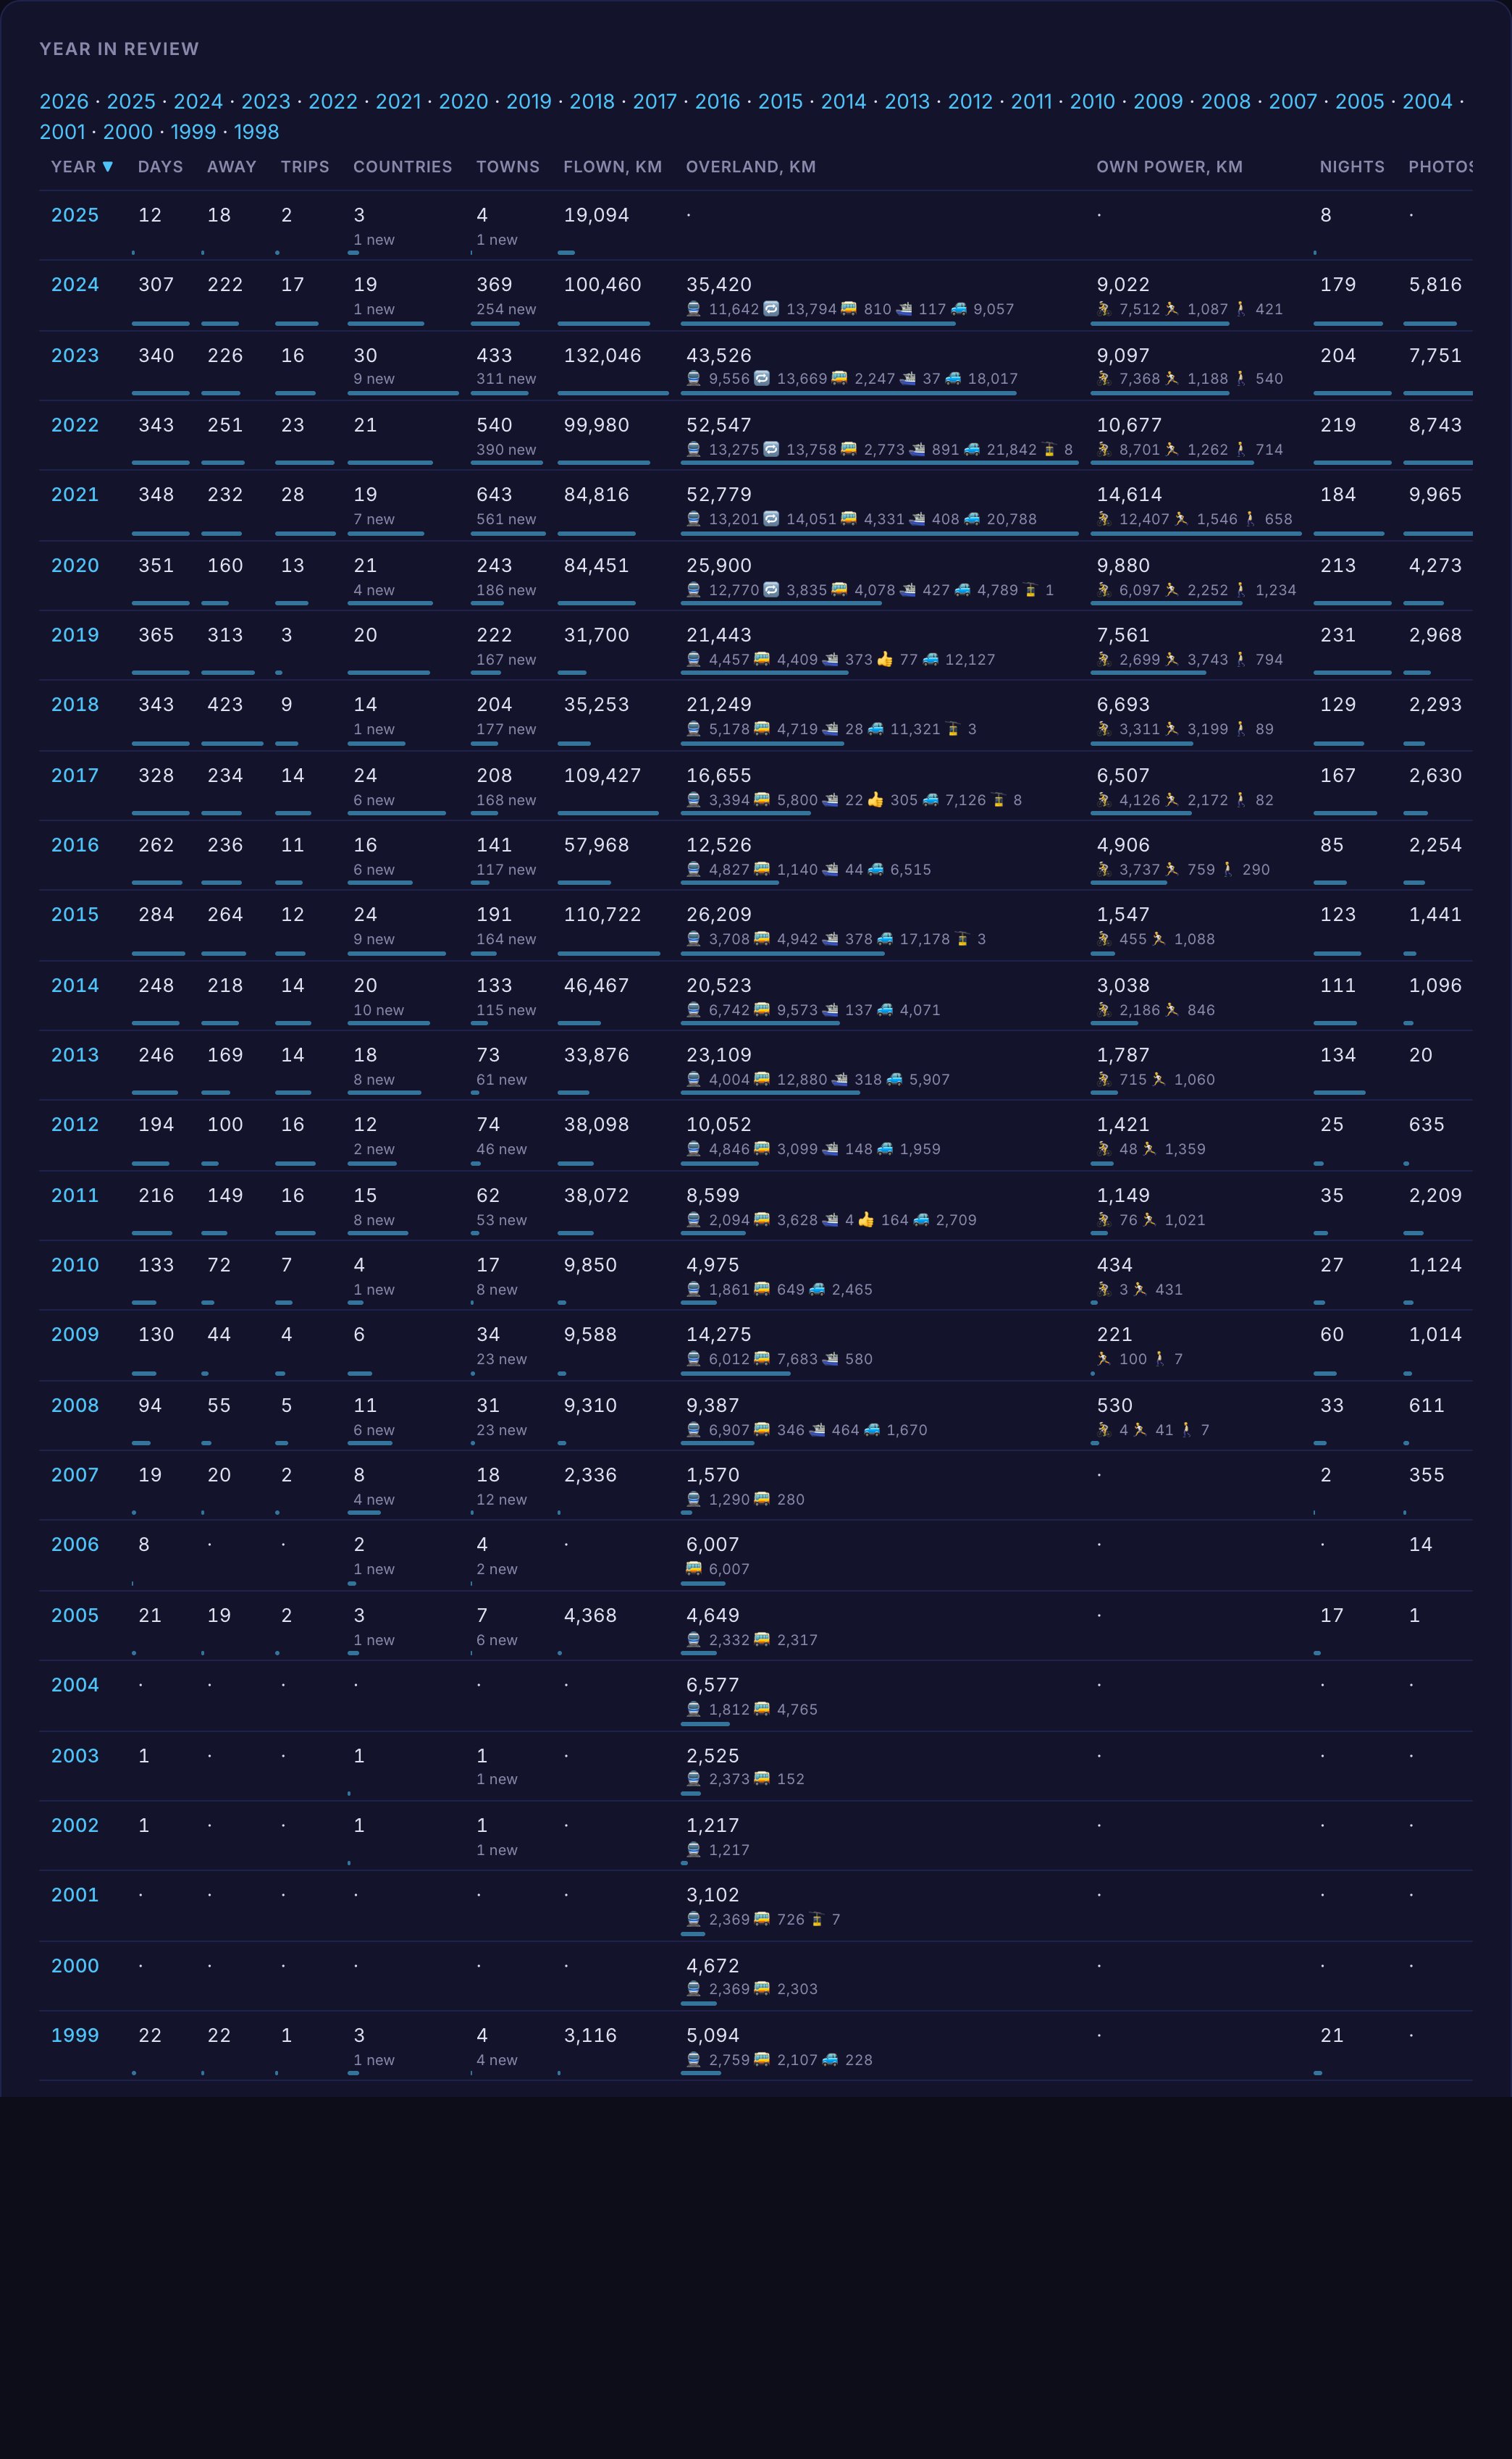 YEAR IN REVIEW
2026 · 2025 · 2024 · 2023 · 2022 · 2021 · 2020 · 2019 · 2018 · 2017 · 2016 · 2015 · 2014 · 2013 · 2012 · 2011 · 2010 · 2009 · 2008 · 2007 · 2005 · 2004 ·
2001 · 2000 · 1999 · 1998
YEAR ▼ DAYS AWAY TRIPS COUNTRIES TOWNS FLOWN, KM OVERLAND, KM OWN POWER, KM NIGHTS PHOTOS
2025 12 18 2 3 4 19,094 · · 8 ·
1 new 1 new
2024 307 222 17 19 369 100,460 35,420 9,022 179 5,816
1 new 254 new 🚆 11,642 🔁 13,794 🚌 810 🚢 117 🚙 9,057 🚴 7,512 🏃 1,087 🚶 421
2023 340 226 16 30 433 132,046 43,526 9,097 204 7,751
9 new 311 new 🚆 9,556 🔁 13,669 🚌 2,247 🚢 37 🚙 18,017 🚴 7,368 🏃 1,188 🚶 540
2022 343 251 23 21 540 99,980 52,547 10,677 219 8,743
390 new 🚆 13,275 🔁 13,758 🚌 2,773 🚢 891 🚙 21,842 🚡 8 🚴 8,701 🏃 1,262 🚶 714
2021 348 232 28 19 643 84,816 52,779 14,614 184 9,965
7 new 561 new 🚆 13,201 🔁 14,051 🚌 4,331 🚢 408 🚙 20,788 🚴 12,407 🏃 1,546 🚶 658
2020 351 160 13 21 243 84,451 25,900 9,880 213 4,273
4 new 186 new 🚆 12,770 🔁 3,835 🚌 4,078 🚢 427 🚙 4,789 🚡 1 🚴 6,097 🏃 2,252 🚶 1,234
2019 365 313 3 20 222 31,700 21,443 7,561 231 2,968
167 new 🚆 4,457 🚌 4,409 🚢 373 👍 77 🚙 12,127 🚴 2,699 🏃 3,743 🚶 794
2018 343 423 9 14 204 35,253 21,249 6,693 129 2,293
1 new 177 new 🚆 5,178 🚌 4,719 🚢 28 🚙 11,321 🚡 3 🚴 3,311 🏃 3,199 🚶 89
2017 328 234 14 24 208 109,427 16,655 6,507 167 2,630
6 new 168 new 🚆 3,394 🚌 5,800 🚢 22 👍 305 🚙 7,126 🚡 8 🚴 4,126 🏃 2,172 🚶 82
2016 262 236 11 16 141 57,968 12,526 4,906 85 2,254
6 new 117 new 🚆 4,827 🚌 1,140 🚢 44 🚙 6,515 🚴 3,737 🏃 759 🚶 290
2015 284 264 12 24 191 110,722 26,209 1,547 123 1,441
9 new 164 new 🚆 3,708 🚌 4,942 🚢 378 🚙 17,178 🚡 3 🚴 455 🏃 1,088
2014 248 218 14 20 133 46,467 20,523 3,038 111 1,096
10 new 115 new 🚆 6,742 🚌 9,573 🚢 137 🚙 4,071 🚴 2,186 🏃 846
2013 246 169 14 18 73 33,876 23,109 1,787 134 20
8 new 61 new 🚆 4,004 🚌 12,880 🚢 318 🚙 5,907 🚴 715 🏃 1,060
2012 194 100 16 12 74 38,098 10,052 1,421 25 635
2 new 46 new 🚆 4,846 🚌 3,099 🚢 148 🚙 1,959 🚴 48 🏃 1,359
2011 216 149 16 15 62 38,072 8,599 1,149 35 2,209
8 new 53 new 🚆 2,094 🚌 3,628 🚢 4 👍 164 🚙 2,709 🚴 76 🏃 1,021
2010 133 72 7 4 17 9,850 4,975 434 27 1,124
1 new 8 new 🚆 1,861 🚌 649 🚙 2,465 🚴 3 🏃 431
2009 130 44 4 6 34 9,588 14,275 221 60 1,014
23 new 🚆 6,012 🚌 7,683 🚢 580 🏃 100 🚶 7
2008 94 55 5 11 31 9,310 9,387 530 33 611
6 new 23 new 🚆 6,907 🚌 346 🚢 464 🚙 1,670 🚴 4 🏃 41 🚶 7
2007 19 20 2 8 18 2,336 1,570 · 2 355
4 new 12 new 🚆 1,290 🚌 280
2006 8 · · 2 4 · 6,007 · · 14
1 new 2 new 🚌 6,007
2005 21 19 2 3 7 4,368 4,649 · 17 1
1 new 6 new 🚆 2,332 🚌 2,317
2004 · · · · · · 6,577 · · ·
🚆 1,812 🚌 4,765
2003 1 · · 1 1 · 2,525 · · ·
1 new 🚆 2,373 🚌 152
2002 1 · · 1 1 · 1,217 · · ·
1 new 🚆 1,217
2001 · · · · · · 3,102 · · ·
🚆 2,369 🚌 726 🚡 7
2000 · · · · · · 4,672 · · ·
🚆 2,369 🚌 2,303
1999 22 22 1 3 4 3,116 5,094 · 21 ·
1 new 4 new 🚆 2,759 🚌 2,107 🚙 228